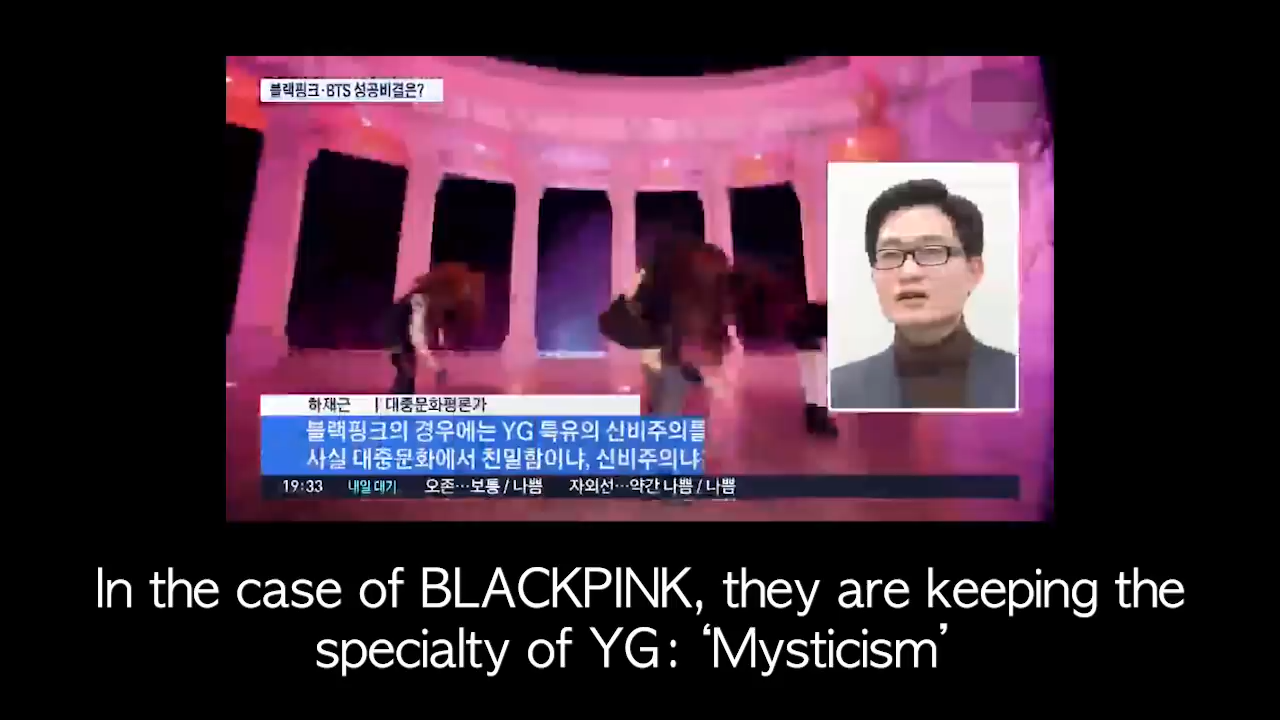 블랙핑크·BTS 성공비결은?
하재근 | 대중문화평론가
블랙핑크의 경우에는 YG 특유의 신비주의를
사실 대중문화에서 친밀함이냐, 신비주의냐
19:33 내일 대기 오존…보통 / 나쁨 자외선…약간 나쁨 / 나쁨
In the case of BLACKPINK, they are keeping the
specialty of YG: ‘Mysticism’